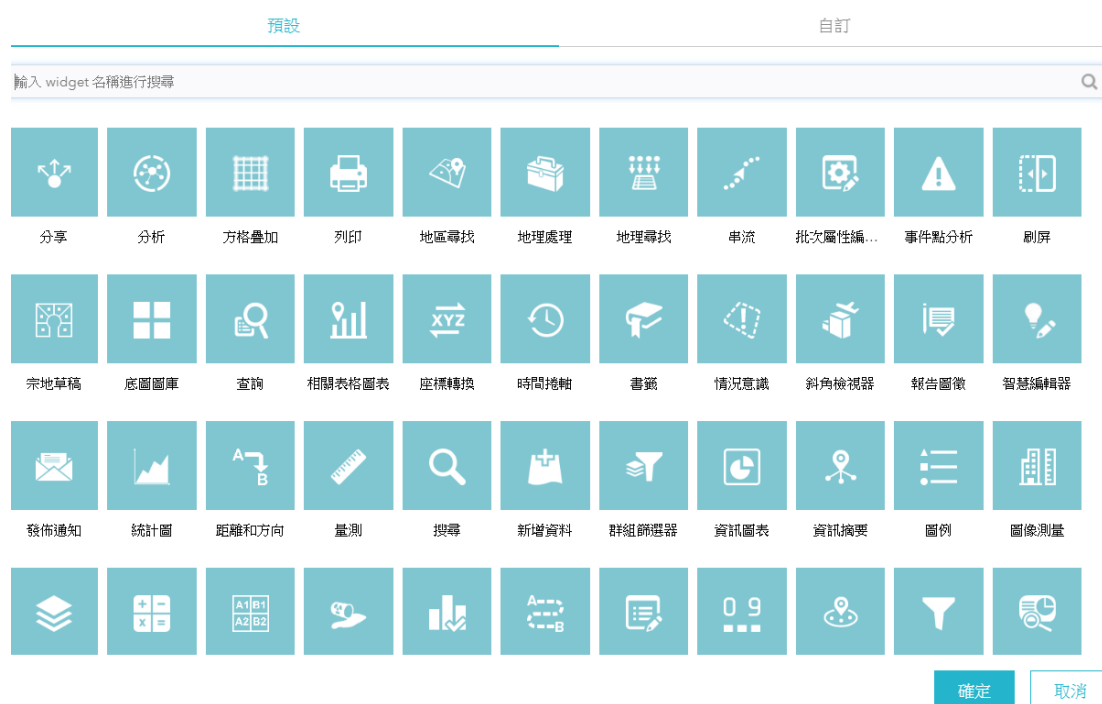 預設 自訂
輸入 widget 名稱進行搜尋
分享 分析 方格疊加 列印 地區尋找 地理處理 地理尋找 串流 批次屬性編... 事件點分析 刷屏
XYZ
宗地草稿 底圖圖庫 查詢 相關表格圖表 座標轉換 時間捲軸 書籤 情況意識 斜角檢視器 報告圖徵 智慧編輯器
A B
發佈通知 統計圖 距離和方向 量測 搜尋 新增資料 群組篩選器 資訊圖表 資訊摘要 圖例 圖像測量
A1 B1 A 0 9
A2 B2 B
確定 取消